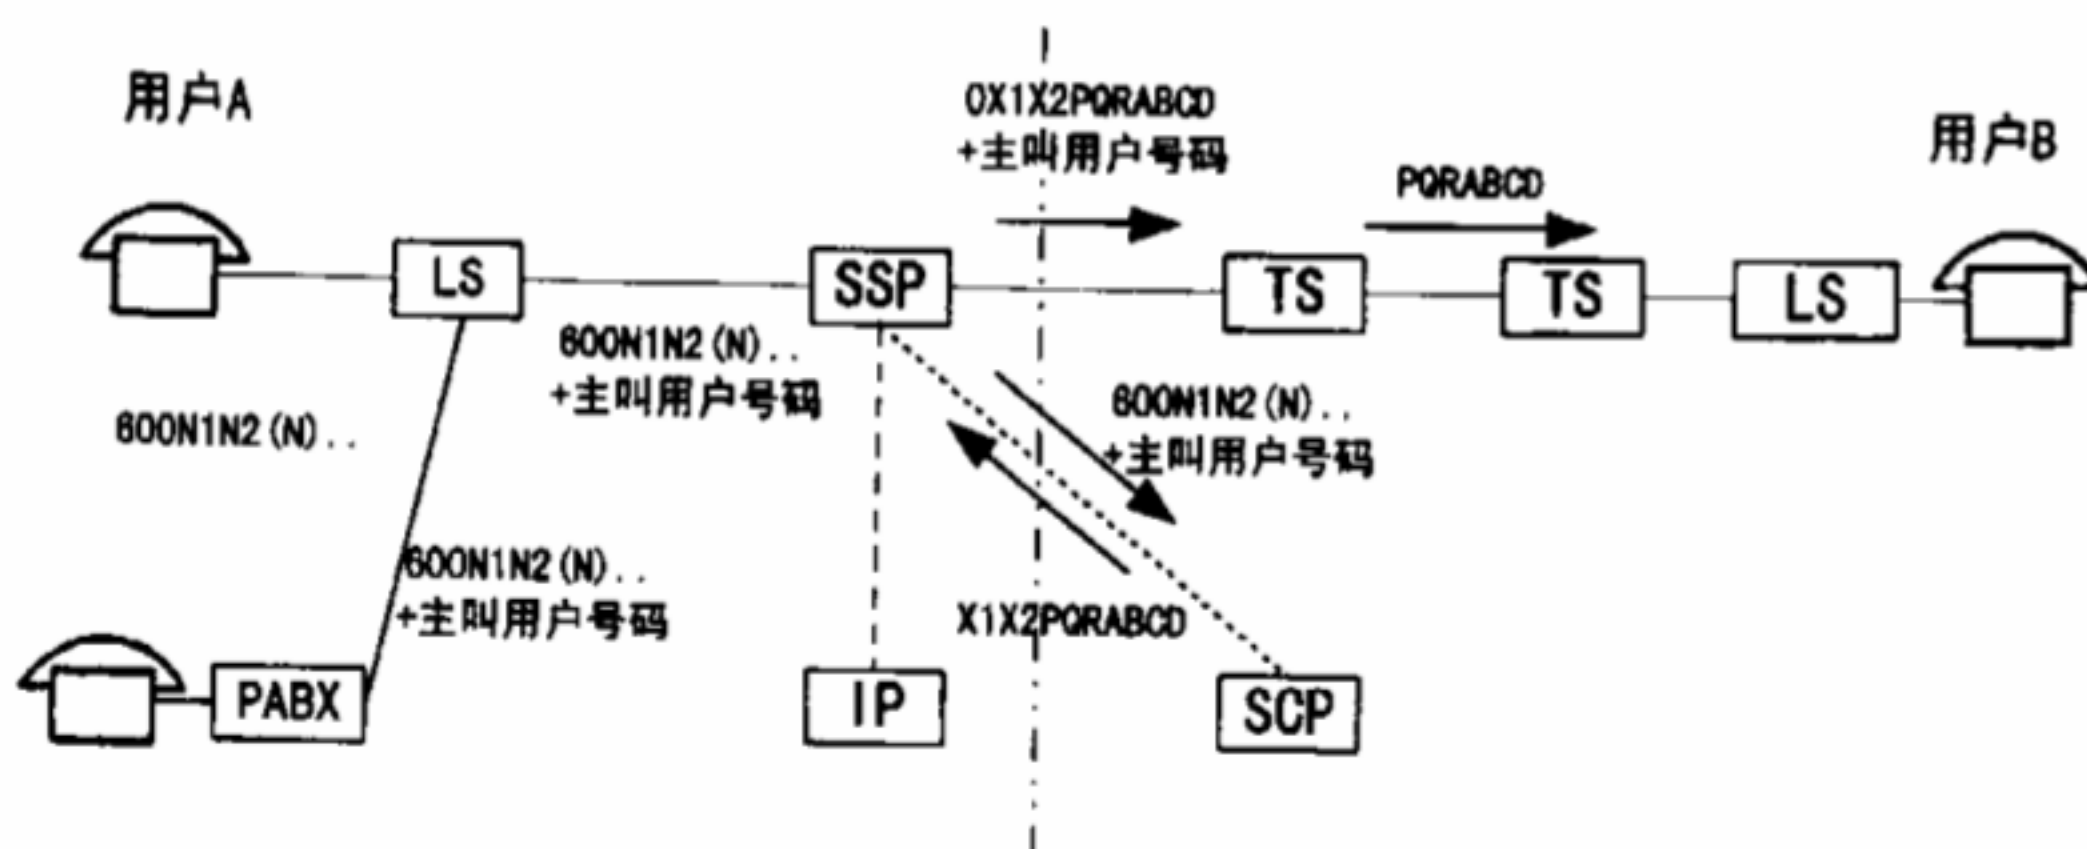 用户A
0X1X2PQRABCD
+主叫用户号码
用户B
PQRABCD
LS
SSP
TS
TS
LS
600N1N2(N)..
+主叫用户号码
600N1N2(N)..
600N1N2(N)..
+主叫用户号码
600N1N2(N)..
+主叫用户号码
X1X2PQRABCD
PABX
IP
SCP